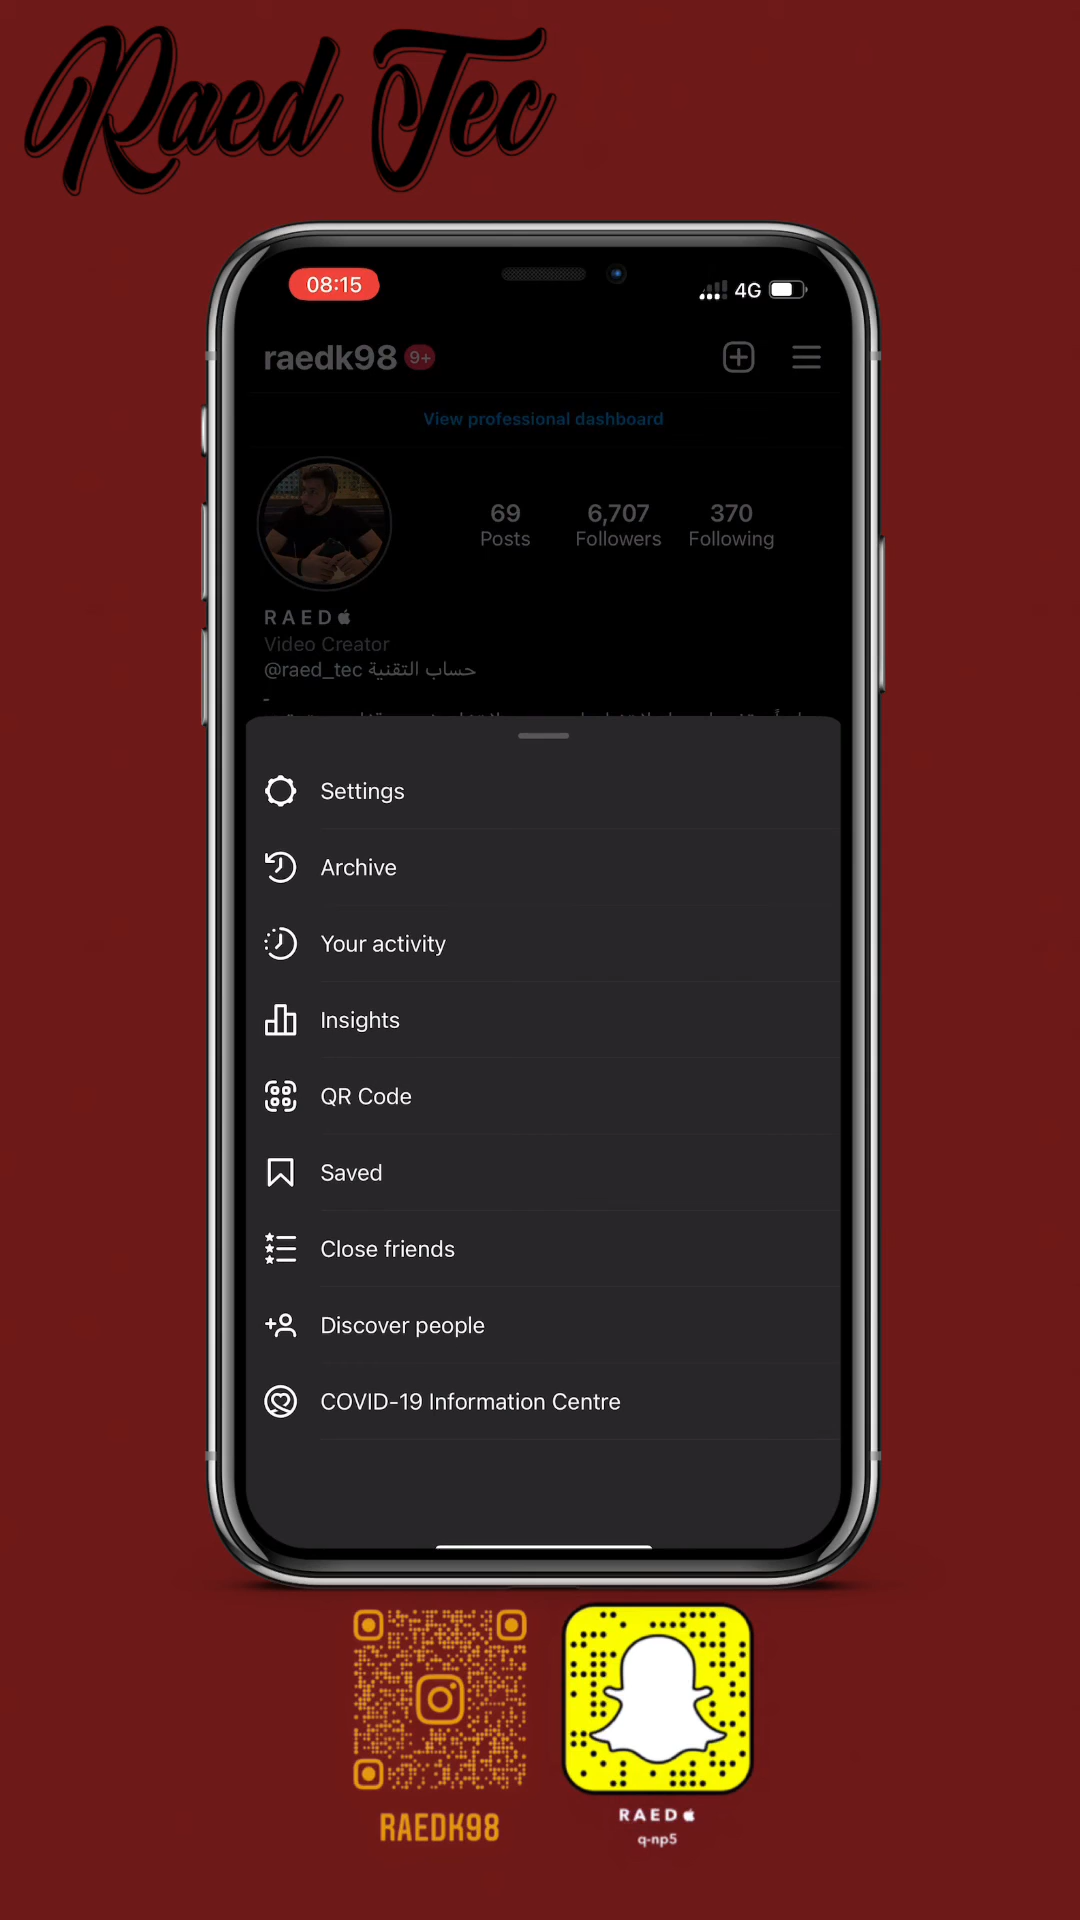 Raed Tec
08:15
4G
raedk98 9+
View professional dashboard
69
6,707
370
Posts
Followers
Following
RAED
Video Creator
@raed_tec حساب التقنية
-
Settings
Archive
Your activity
Insights
QR Code
Saved
Close friends
Discover people
COVID-19 Information Centre
RAEDK98
RAED
q-np5